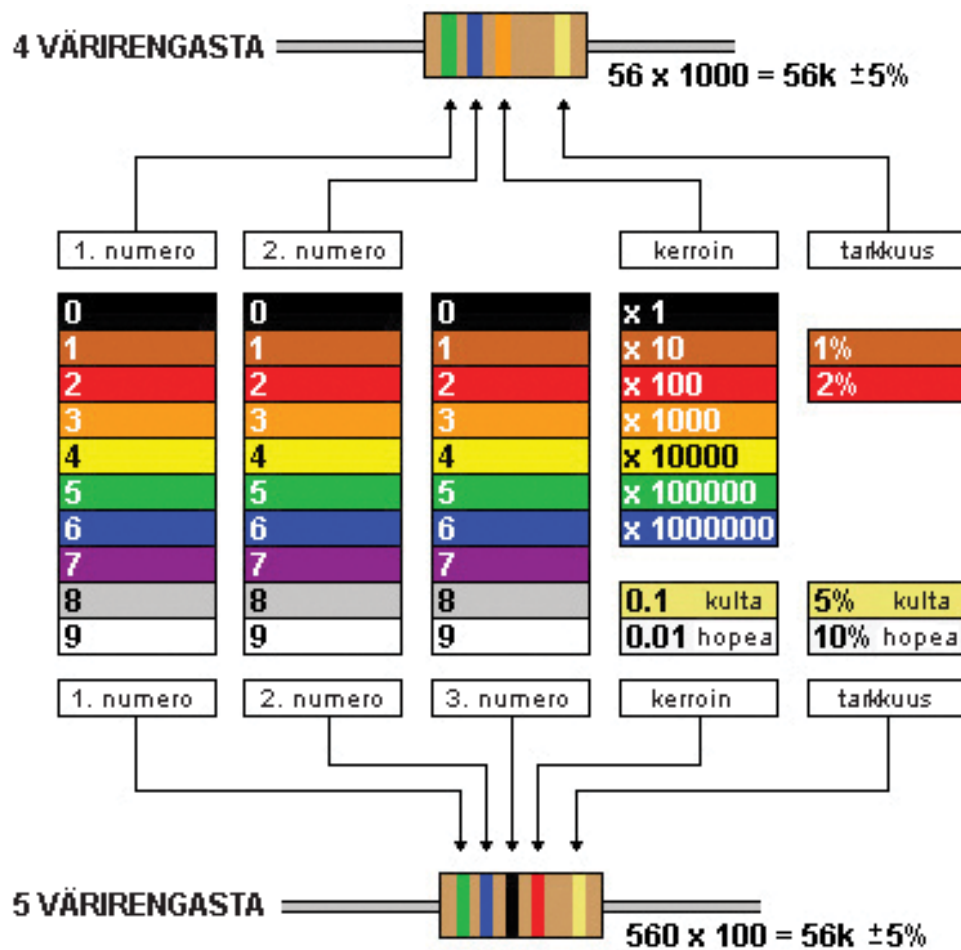 4 VÄRIRENGASTA
56 x 1000 = 56k ±5%
1. numero 2. numero kerroin tarkkuus
0 0 0 x 1
1 1 1 x 10 1%
2 2 2 x 100 2%
3 3 3 x 1000
4 4 4 x 10000
5 5 5 x 100000
6 6 6 x 1000000
7 7 7
8 8 8 0.1 kulta 5% kulta
9 9 9 0.01 hopea 10% hopea
1. numero 2. numero 3. numero kerroin tarkkuus
5 VÄRIRENGASTA
560 x 100 = 56k ±5%